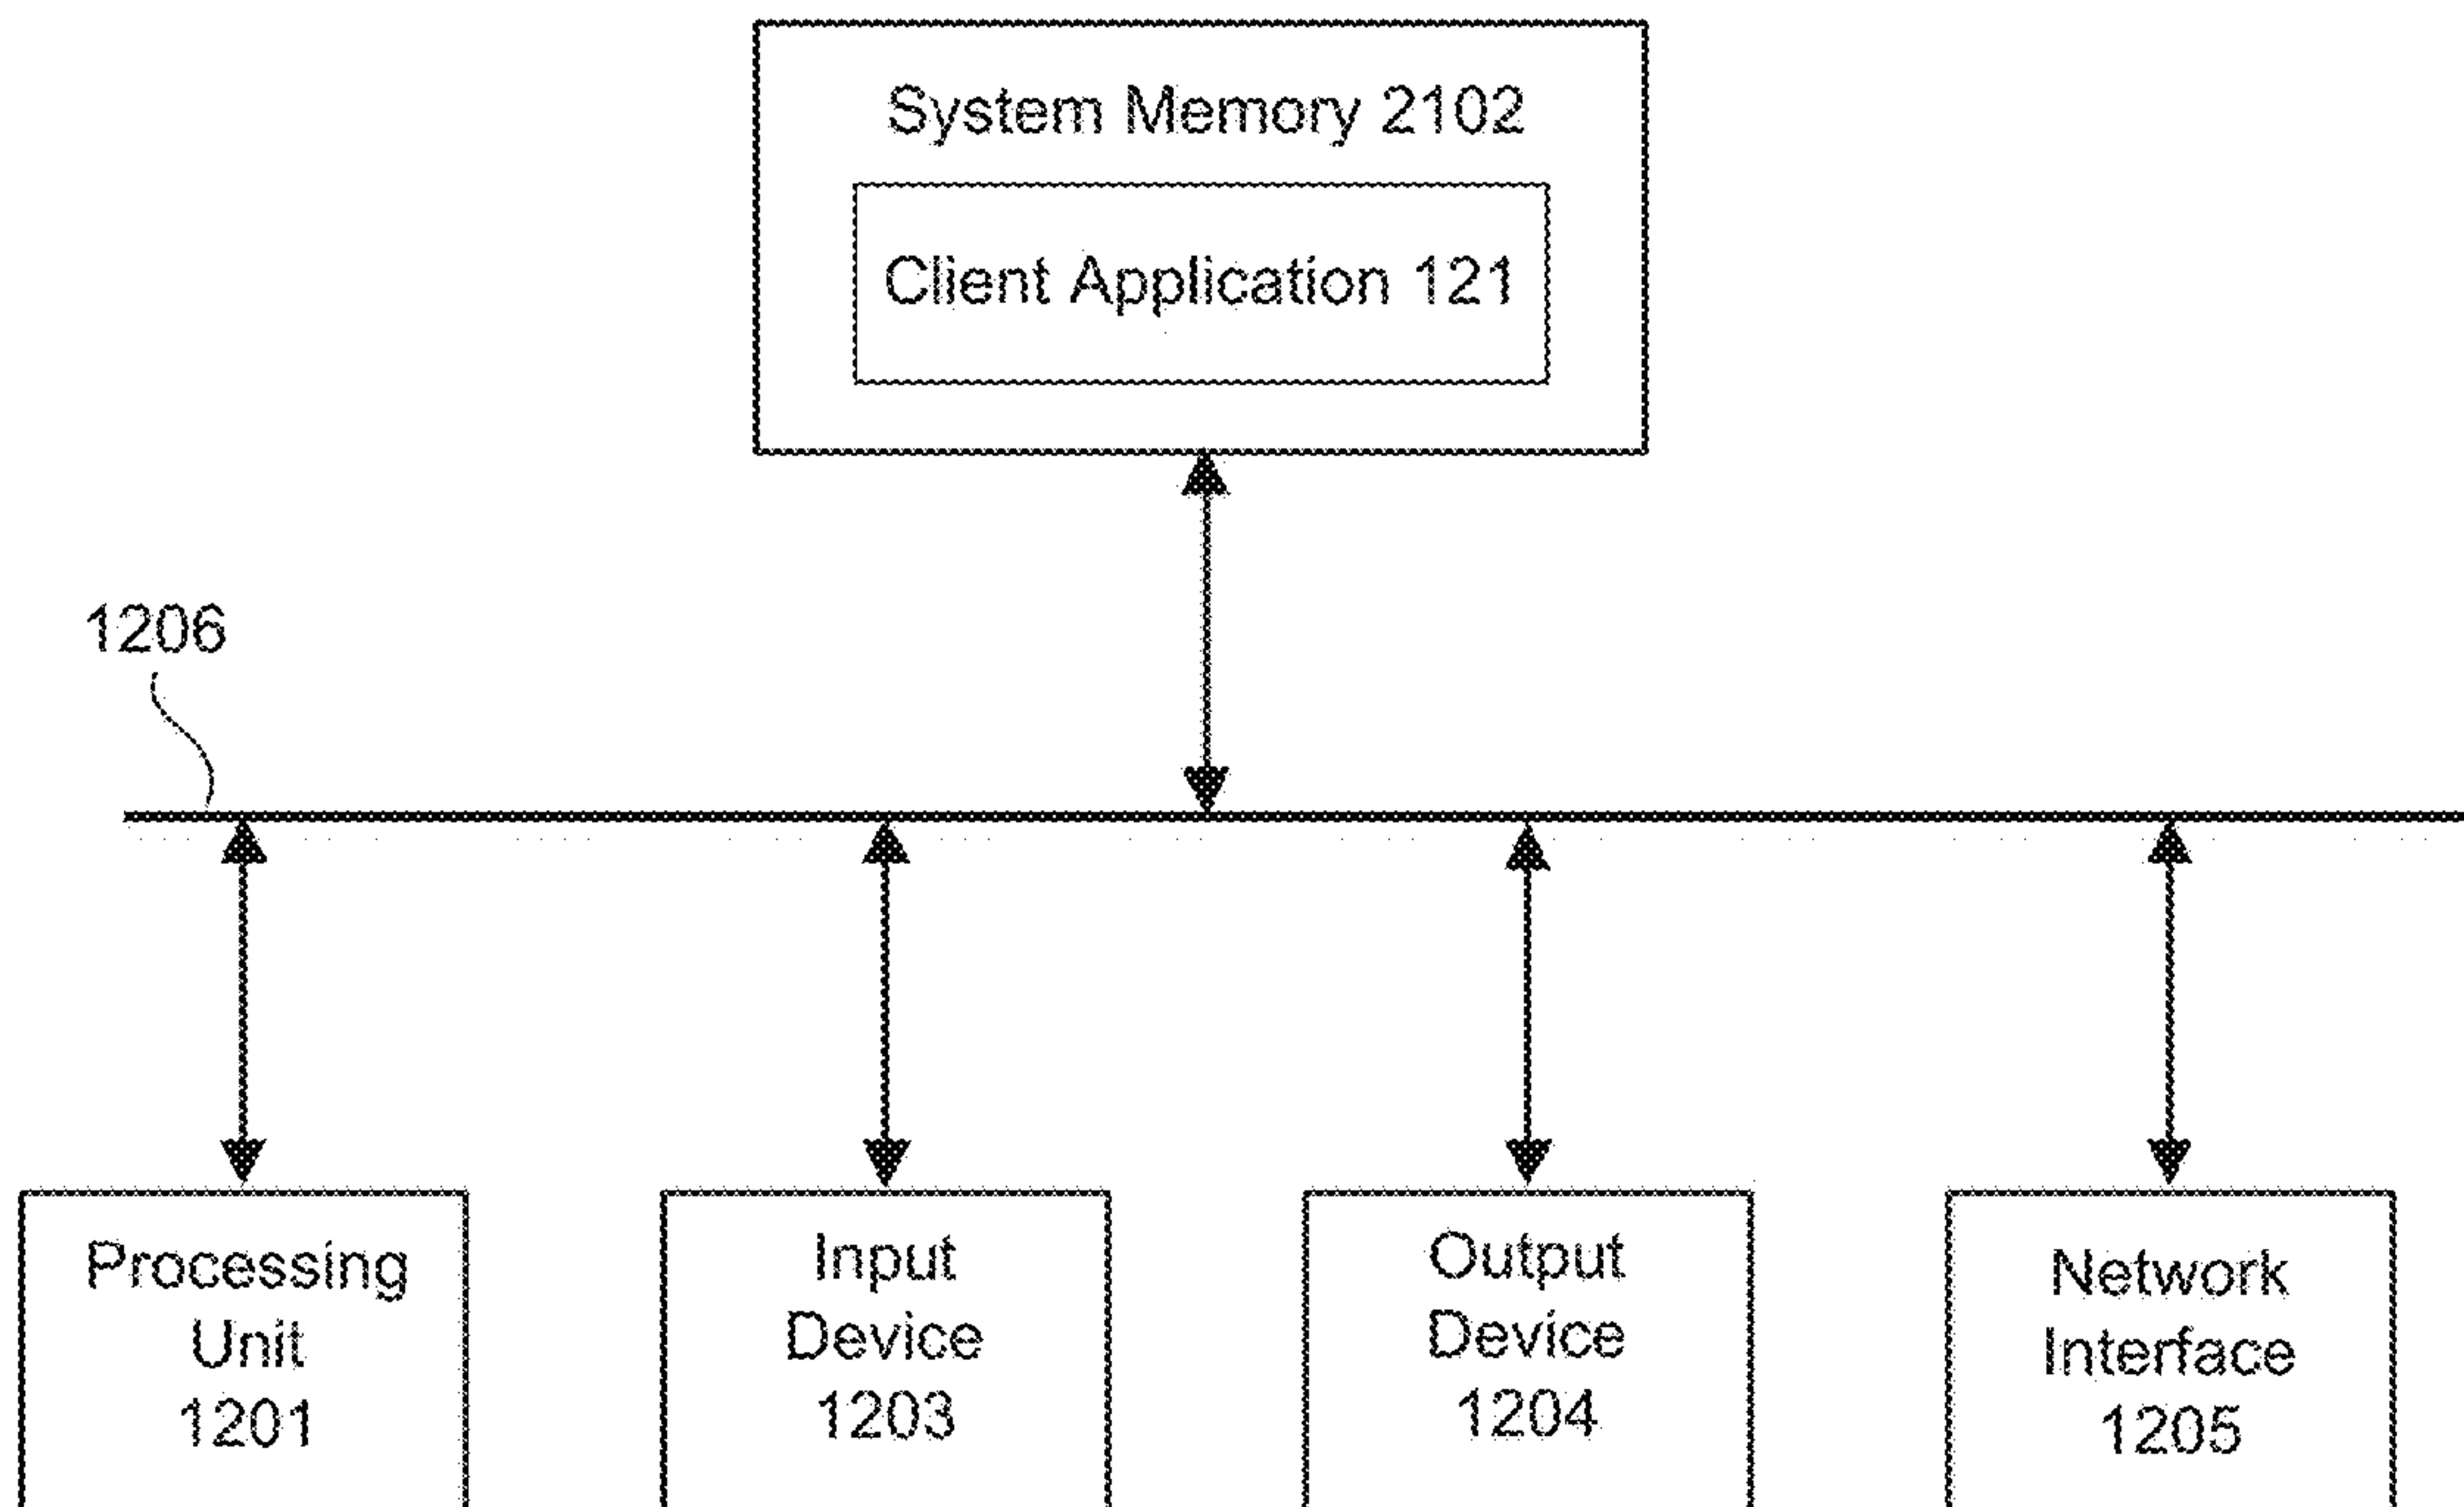 System Memory 2102
Client Application 121
1206
Processing
Unit
1201
Input
Device
1203
Output
Device
1204
Network
Interface
1205